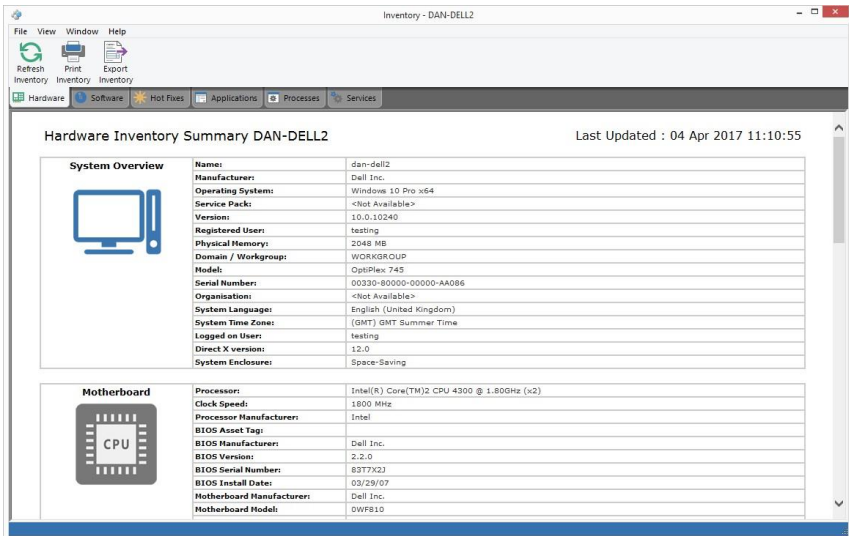 Inventory - DAN-DELL2
File View Window Help
Refresh Inventory
Print Inventory
Export Inventory
Hardware Software Hot Fixes Applications Processes Services
Hardware Inventory Summary DAN-DELL2
Last Updated : 04 Apr 2017 11:10:55
System Overview
Name: dan-dell2
Manufacturer: Dell Inc.
Operating System: Windows 10 Pro x64
Service Pack: <Not Available>
Version: 10.0.10240
Registered User: testing
Physical Memory: 2048 MB
Domain / Workgroup: WORKGROUP
Model: OptiPlex 745
Serial Number: 00330-80000-00000-AA086
Organisation: <Not Available>
System Language: English (United Kingdom)
System Time Zone: (GMT) GMT Summer Time
Logged on User: testing
Direct X version: 12.0
System Enclosure: Space-Saving
Motherboard
CPU
Processor: Intel(R) Core(TM)2 CPU 4300 @ 1.80GHz (x2)
Clock Speed: 1800 MHz
Processor Manufacturer: Intel
BIOS Asset Tag:
BIOS Manufacturer: Dell Inc.
BIOS Version: 2.2.0
BIOS Serial Number: 83T7X2J
BIOS Install Date: 03/29/07
Motherboard Manufacturer: Dell Inc.
Motherboard Model: 0WF810